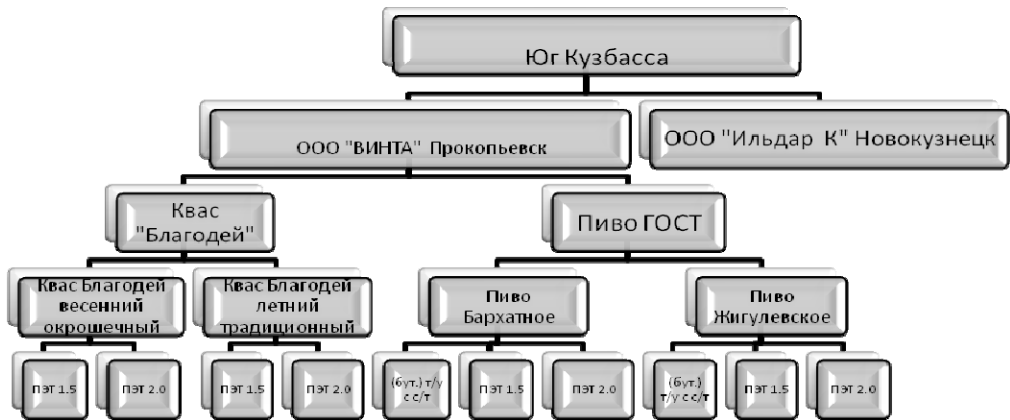 Юг Кузбасса
ООО "ВИНТА" Прокопьевск
ООО "Ильдар К" Новокузнецк
Квас
"Благодей"
Пиво ГОСТ
Квас Благодей
весенний
окрошечный
Квас Благодей
летний
традиционный
Пиво
Бархатное
Пиво
Жигулевское
ПЭТ 1.5
ПЭТ 2.0
ПЭТ 1.5
ПЭТ 2.0
(бут.) т/у
с с/т
ПЭТ 1.5
ПЭТ 2.0
(бут.)
т/у с с/т
ПЭТ 1.5
ПЭТ 2.0